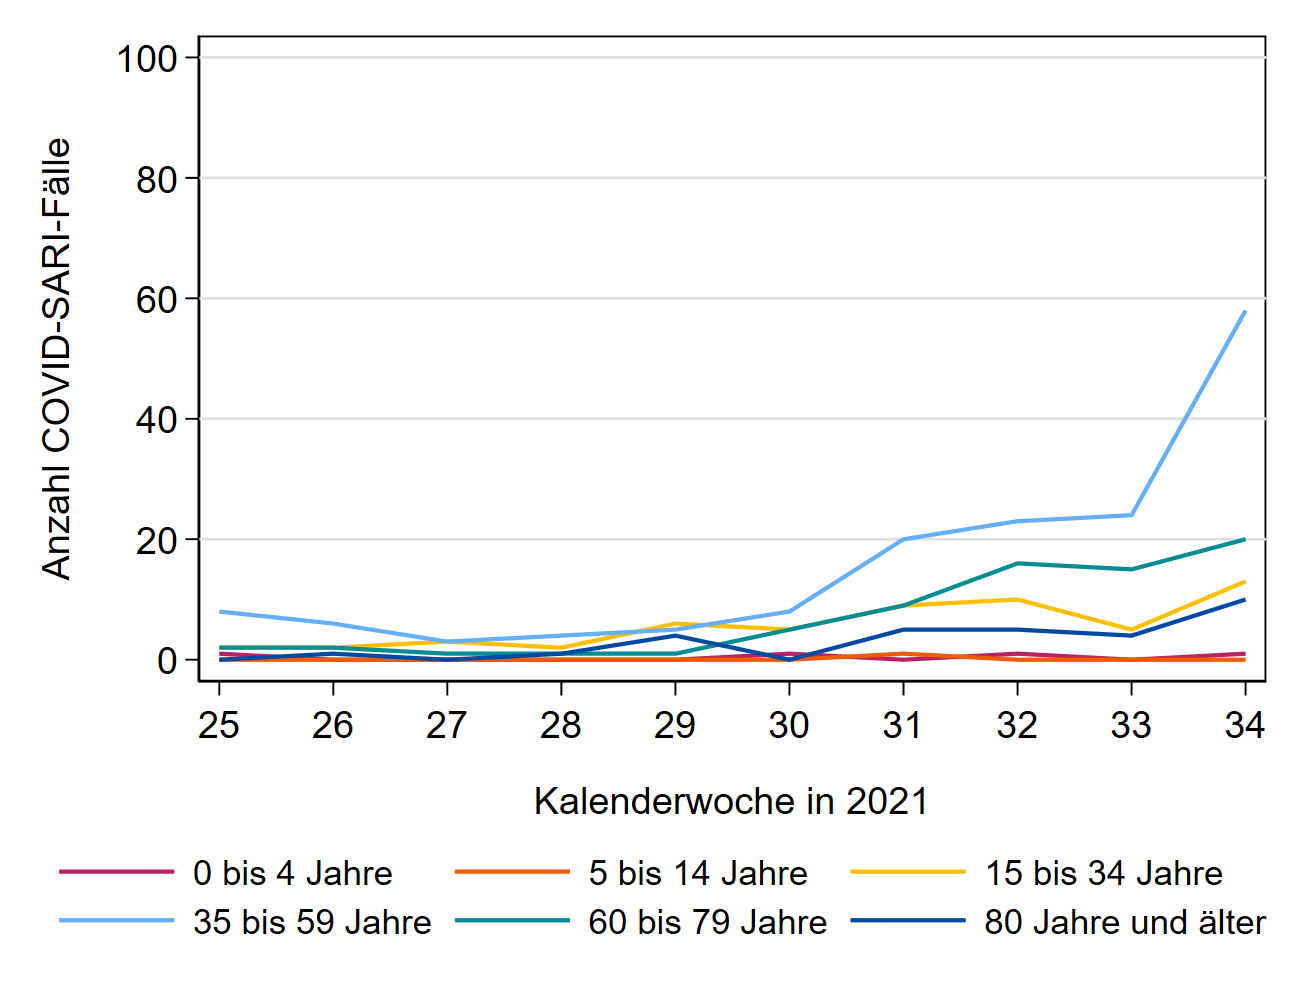 Anzahl COVID-SARI-Fälle
100
80
60
40
20
0
25 26 27 28 29 30 31 32 33 34
Kalenderwoche in 2021
0 bis 4 Jahre 5 bis 14 Jahre 15 bis 34 Jahre
35 bis 59 Jahre 60 bis 79 Jahre 80 Jahre und älter